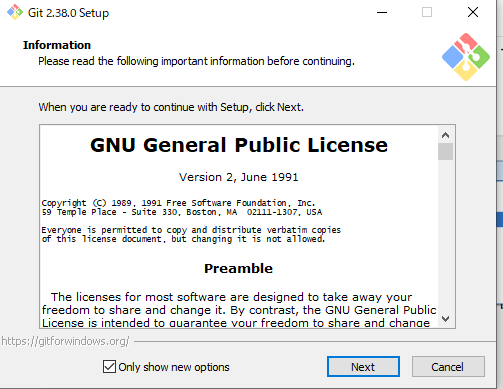 Git 2.38.0 Setup
Information
Please read the following important information before continuing.
When you are ready to continue with Setup, click Next.
GNU General Public License
Version 2, June 1991
Copyright (C) 1989, 1991 Free Software Foundation, Inc.
59 Temple Place - Suite 330, Boston, MA  02111-1307, USA
Everyone is permitted to copy and distribute verbatim copies
of this license document, but changing it is not allowed.
Preamble
The licenses for most software are designed to take away your
freedom to share and change it. By contrast, the GNU General Public
License is intended to guarantee your freedom to share and change
https://gitforwindows.org/
Only show new options
Next
Cancel